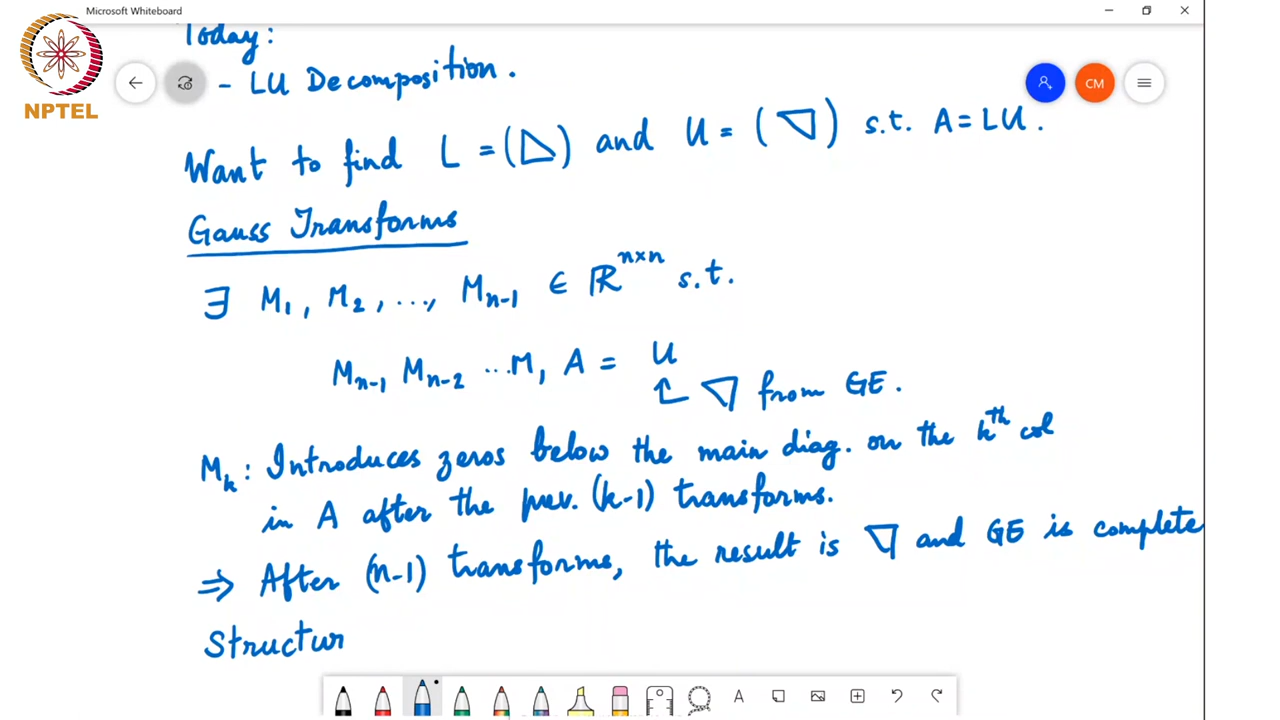 Microsoft Whiteboard
NPTEL
CM
Today:
- LU Decomposition.
Want to find L = (◺) and U = (▽) s.t. A = LU.
Gauss Transforms
∃ M₁, M₂, ..., Mₙ₋₁ ∈ ℝⁿˣⁿ s.t.
Mₙ₋₁ Mₙ₋₂ ... M₁ A = U
▽ from GE.
Mₖ: Introduces zeros below the main diag. on the kᵗʰ col
in A after the prev. (k-1) transforms.
⇒ After (n-1) transforms, the result is ▽ and GE is complete
Structur
A